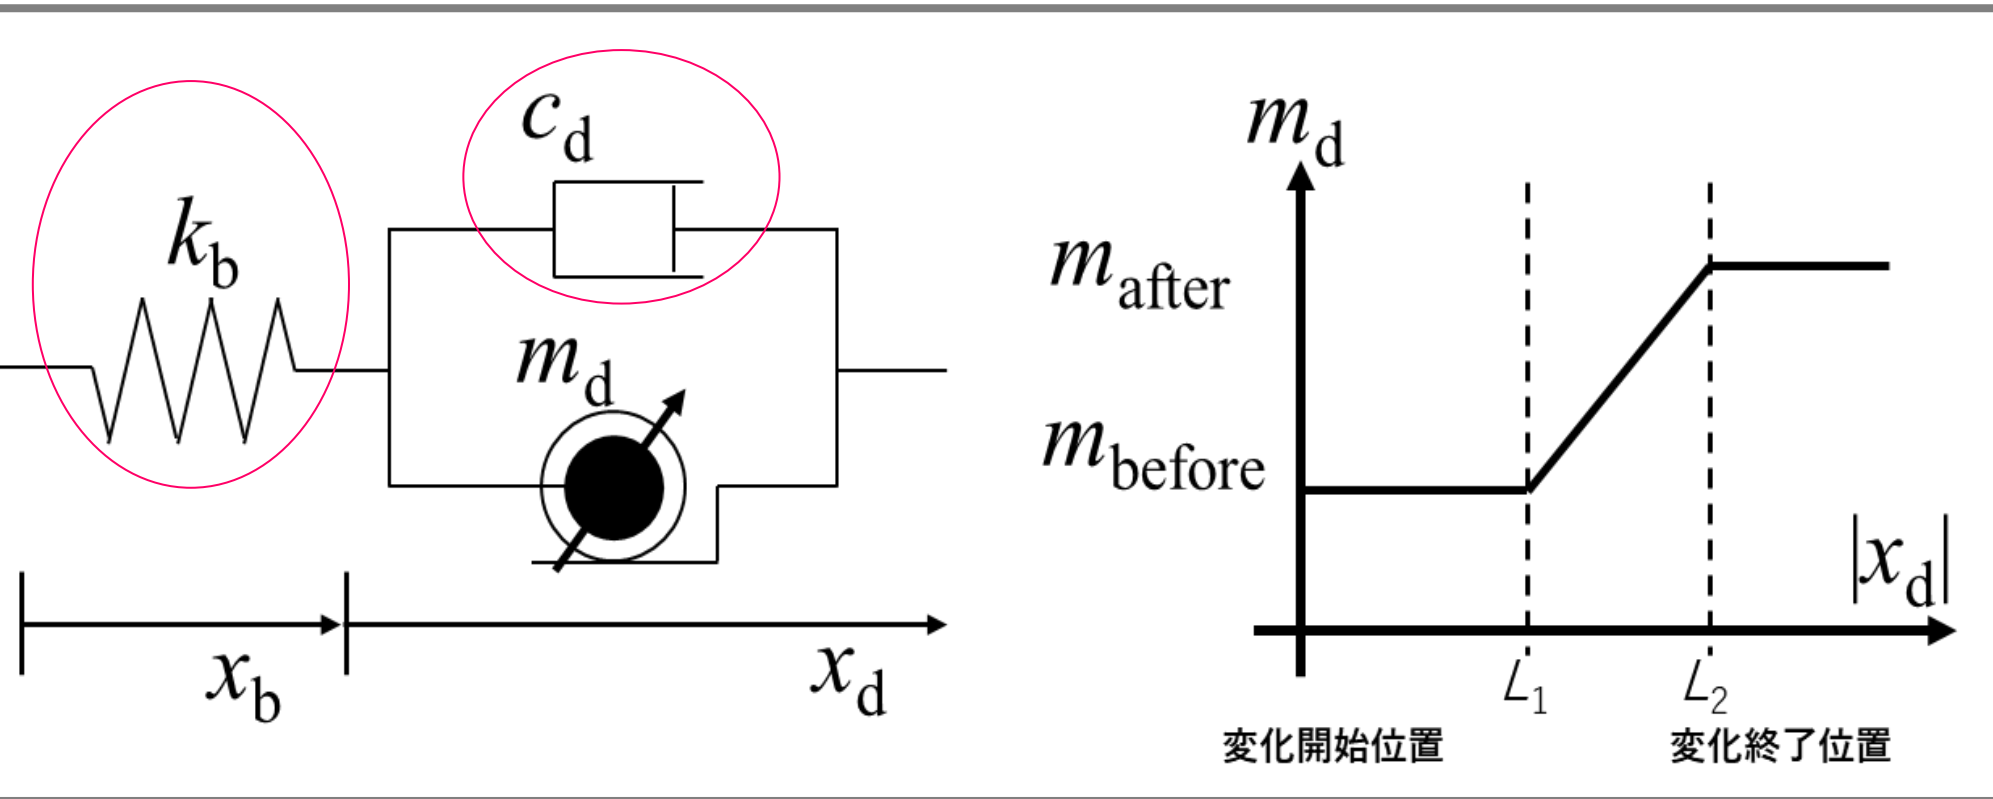 k_b
c_d
m_d
x_b
x_d
m_d
m_after
m_before
|x_d|
L_1
L_2
変化開始位置
変化終了位置